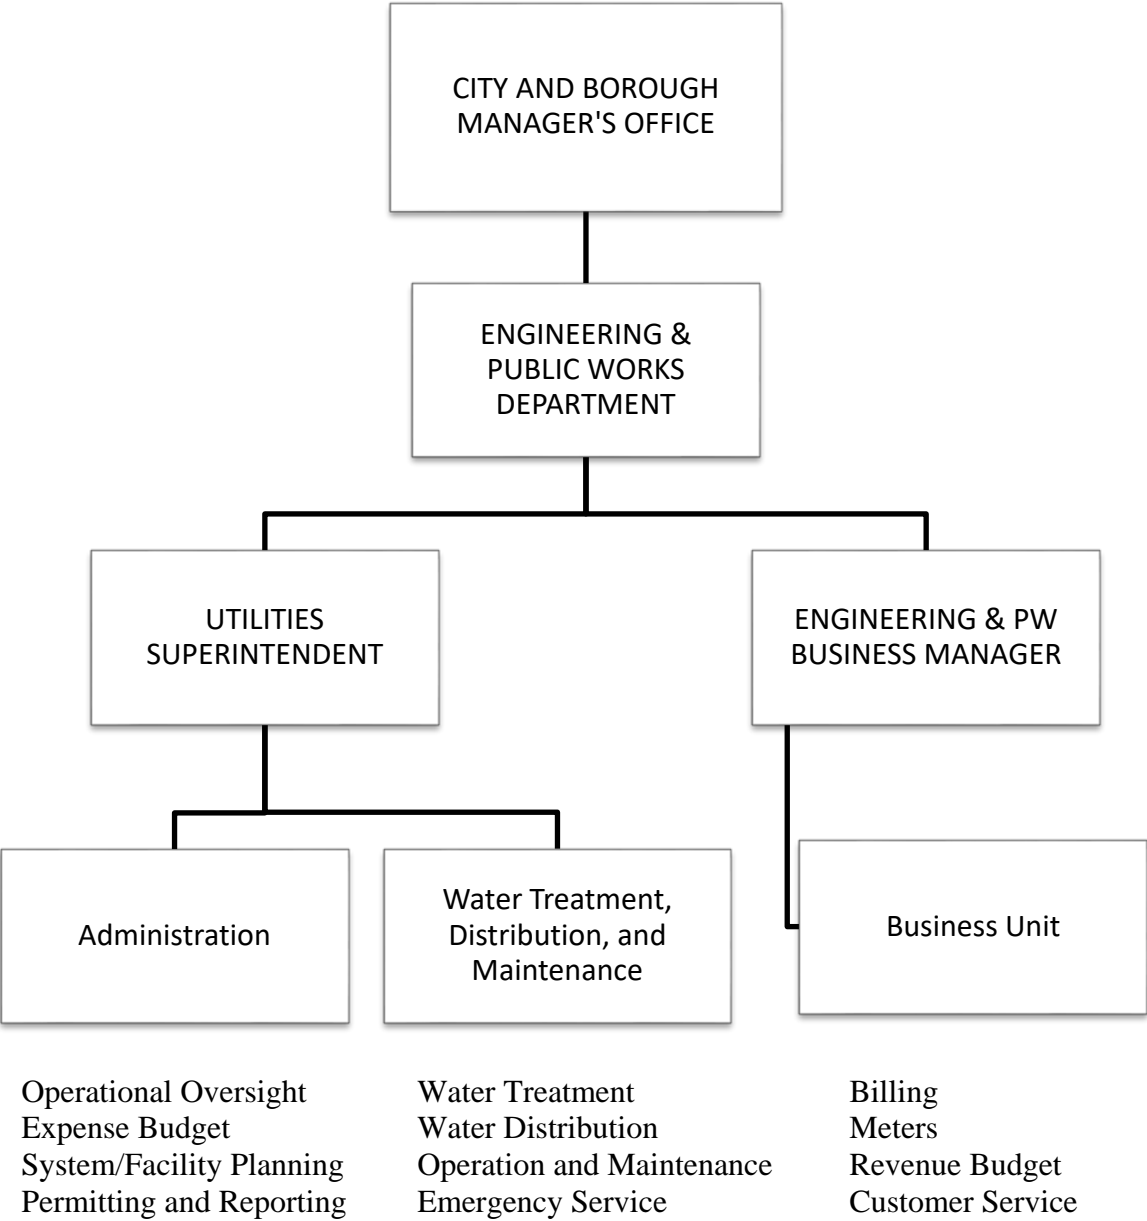 CITY AND BOROUGH
MANAGER'S OFFICE
ENGINEERING &
PUBLIC WORKS
DEPARTMENT
UTILITIES
SUPERINTENDENT
ENGINEERING & PW
BUSINESS MANAGER
Administration
Water Treatment,
Distribution, and
Maintenance
Business Unit
Operational Oversight
Expense Budget
System/Facility Planning
Permitting and Reporting
Water Treatment
Water Distribution
Operation and Maintenance
Emergency Service
Billing
Meters
Revenue Budget
Customer Service